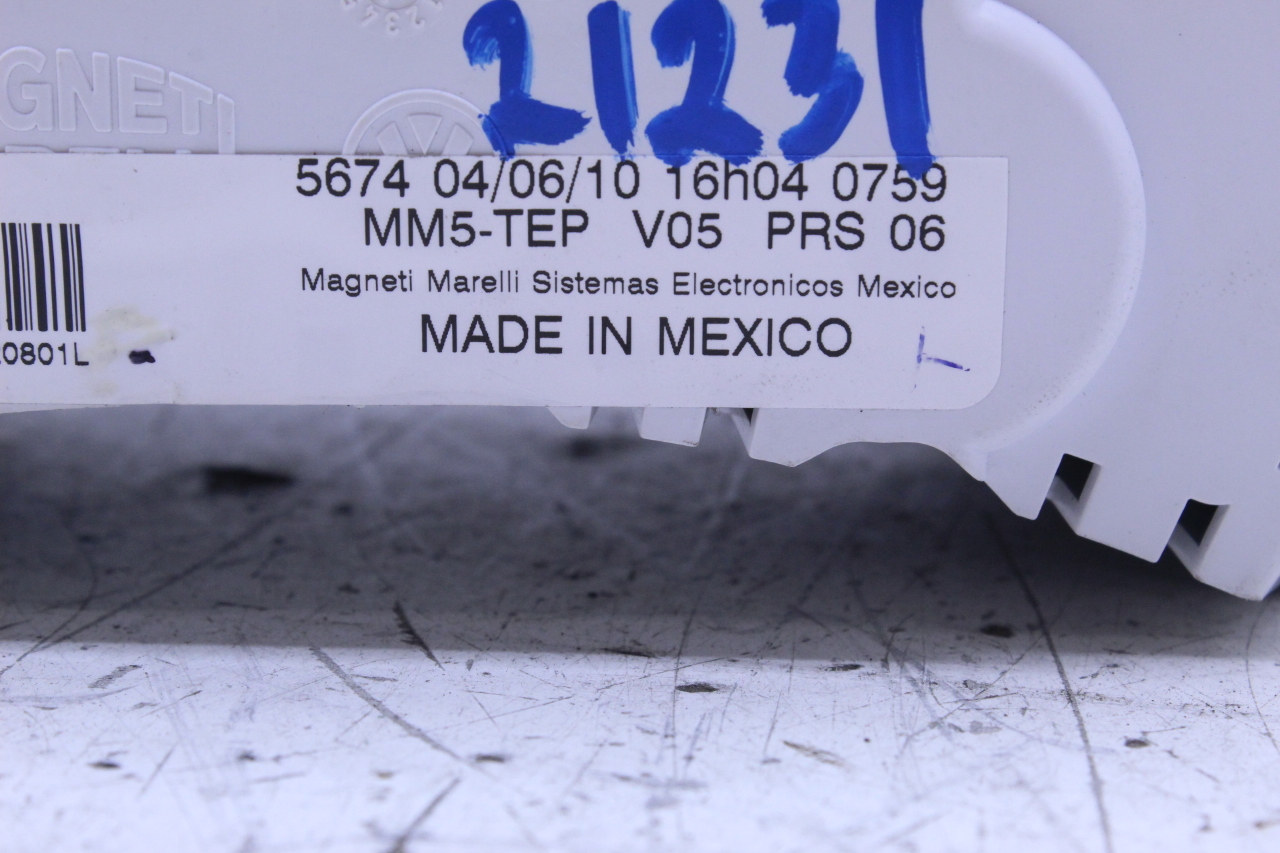 21231
GNETI
5674 04/06/10 16h04 0759
MM5-TEP V05 PRS 06
Magneti Marelli Sistemas Electronicos Mexico
MADE IN MEXICO
0801L